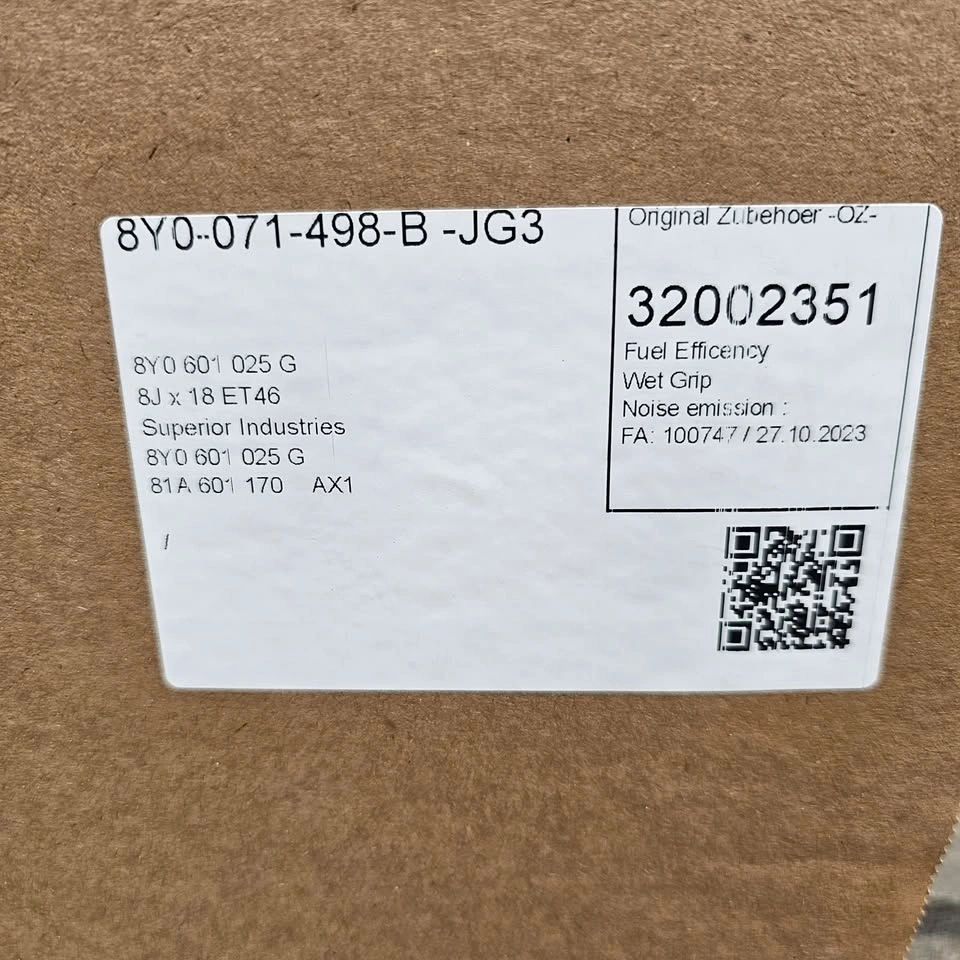 8Y0-071-498-B -JG3
Original Zubehoer -OZ-
32002351
Fuel Efficency
Wet Grip
Noise emission :
FA: 100747 / 27.10.2023
8Y0 601 025 G
8J x 18 ET46
Superior Industries
8Y0 601 025 G
81A 601 170 AX1
/